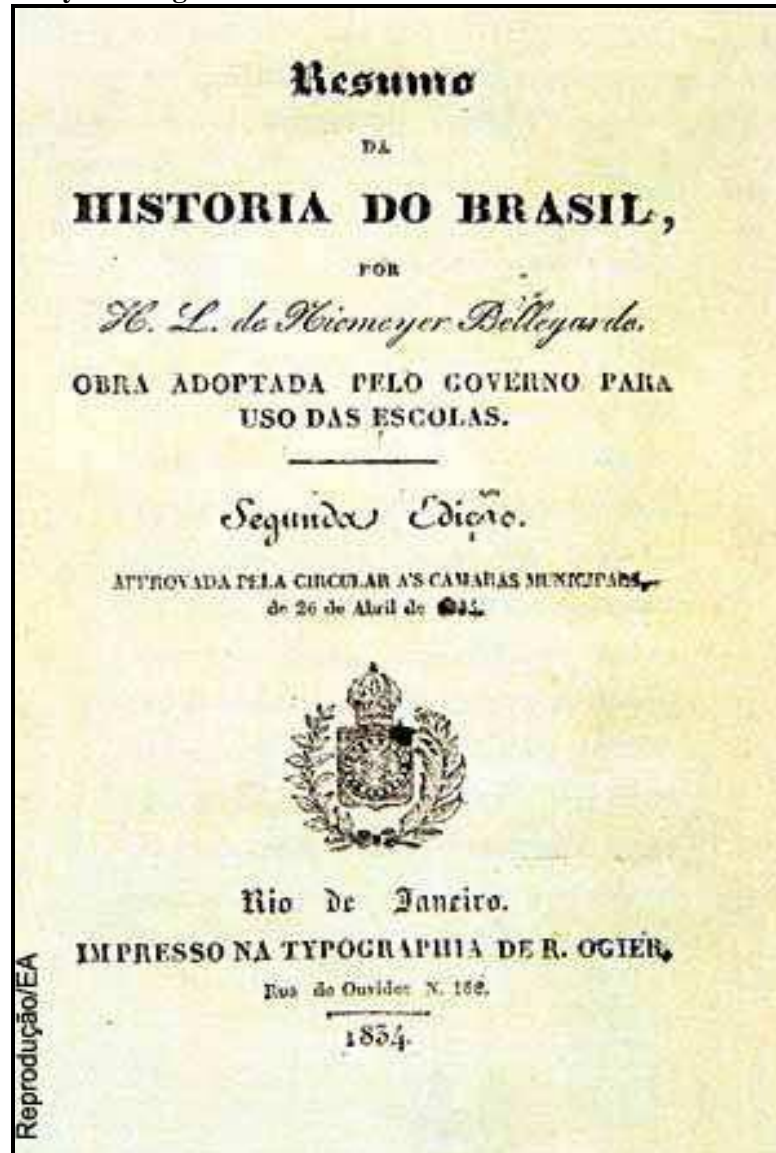 Resumo
DA
HISTORIA DO BRASIL,
POR
H. L. de Niemeyer Bellegarde.
OBRA ADOPTADA PELO GOVERNO PARA
USO DAS ESCOLAS.
Segunda Edição.
APPROVADA PELA CIRCULAR A'S CAMARAS MUNICIPAES,
de 26 de Abril de
Rio de Janeiro.
IMPRESSO NA TYPOGRAPHIA DE R. OGIER,
Rua do Ouvidor N.
1834.
Reprodução/EA